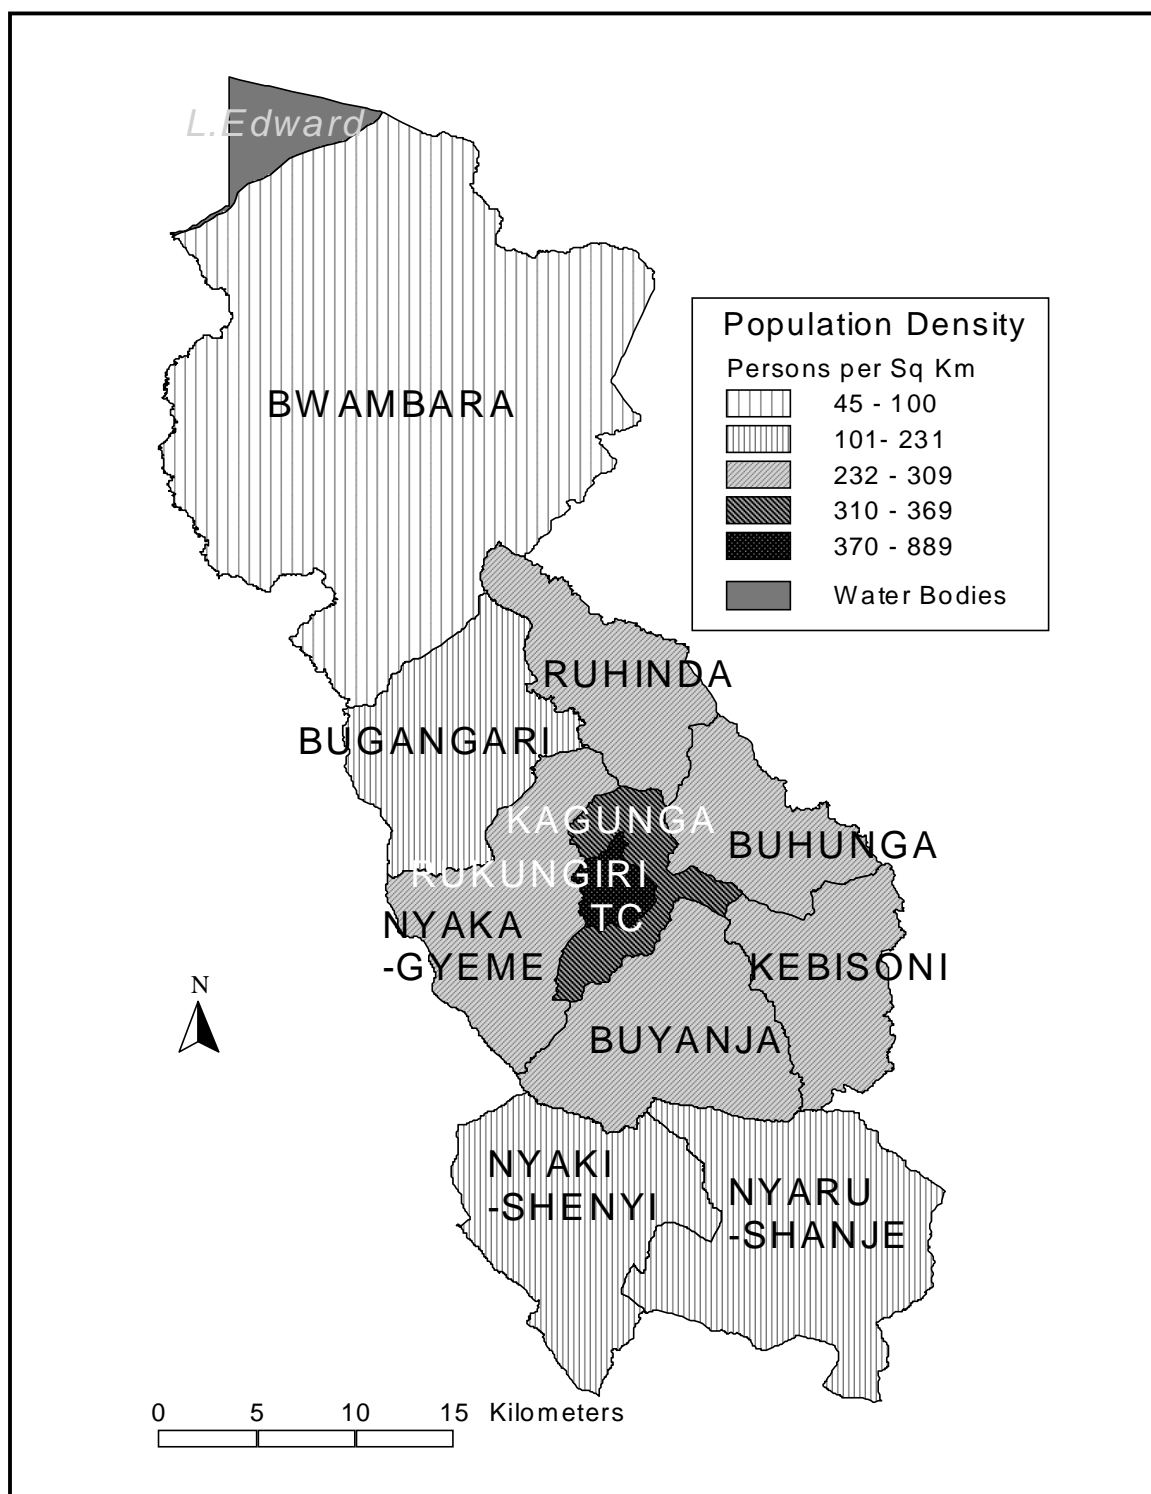 L.Edward
Population Density
Persons per Sq Km
45 - 100
101- 231
232 - 309
310 - 369
370 - 889
Water Bodies
BWAMBARA
RUHINDA
BUGANGARI
KAGUNGA
BUHUNGA
RUKUNGIRI
TC
NYAKA
-GYEME
KEBISONI
N
BUYANJA
NYAKI
-SHENYI
NYARU
-SHANJE
0 5 10 15 Kilometers